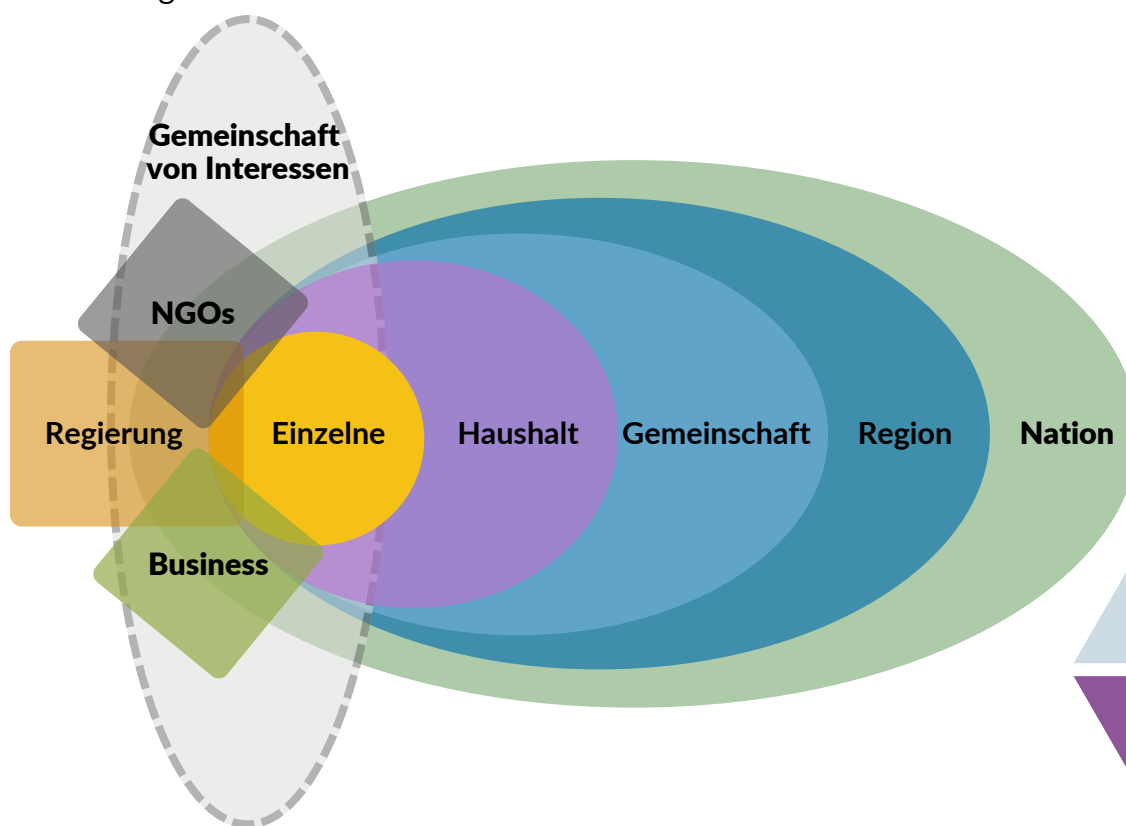 Gemeinschaft
von Interessen
NGOs
Regierung
Einzelne
Haushalt
Gemeinschaft
Region
Nation
Business